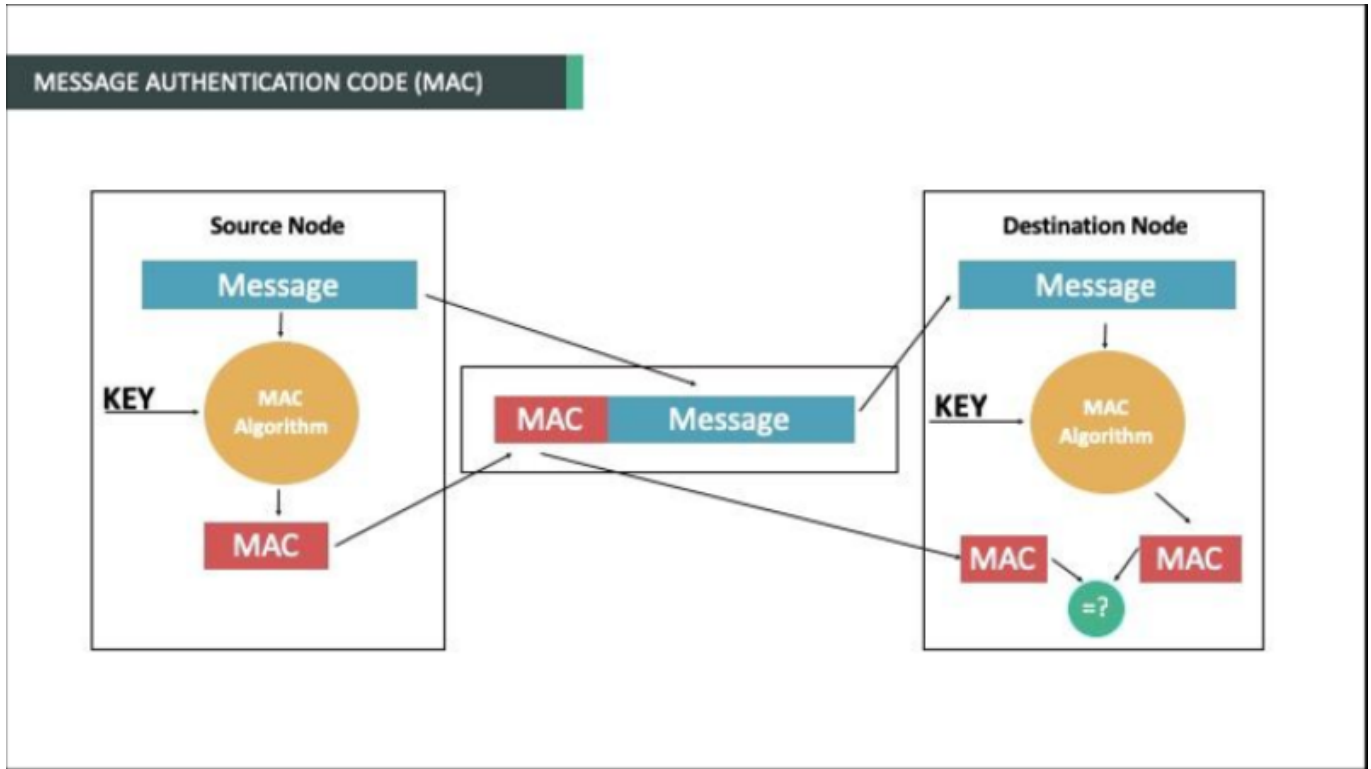 MESSAGE AUTHENTICATION CODE (MAC)
Source Node
Message
KEY
MAC
Algorithm
MAC
MAC Message
Destination Node
Message
KEY
MAC
Algorithm
MAC MAC
=?